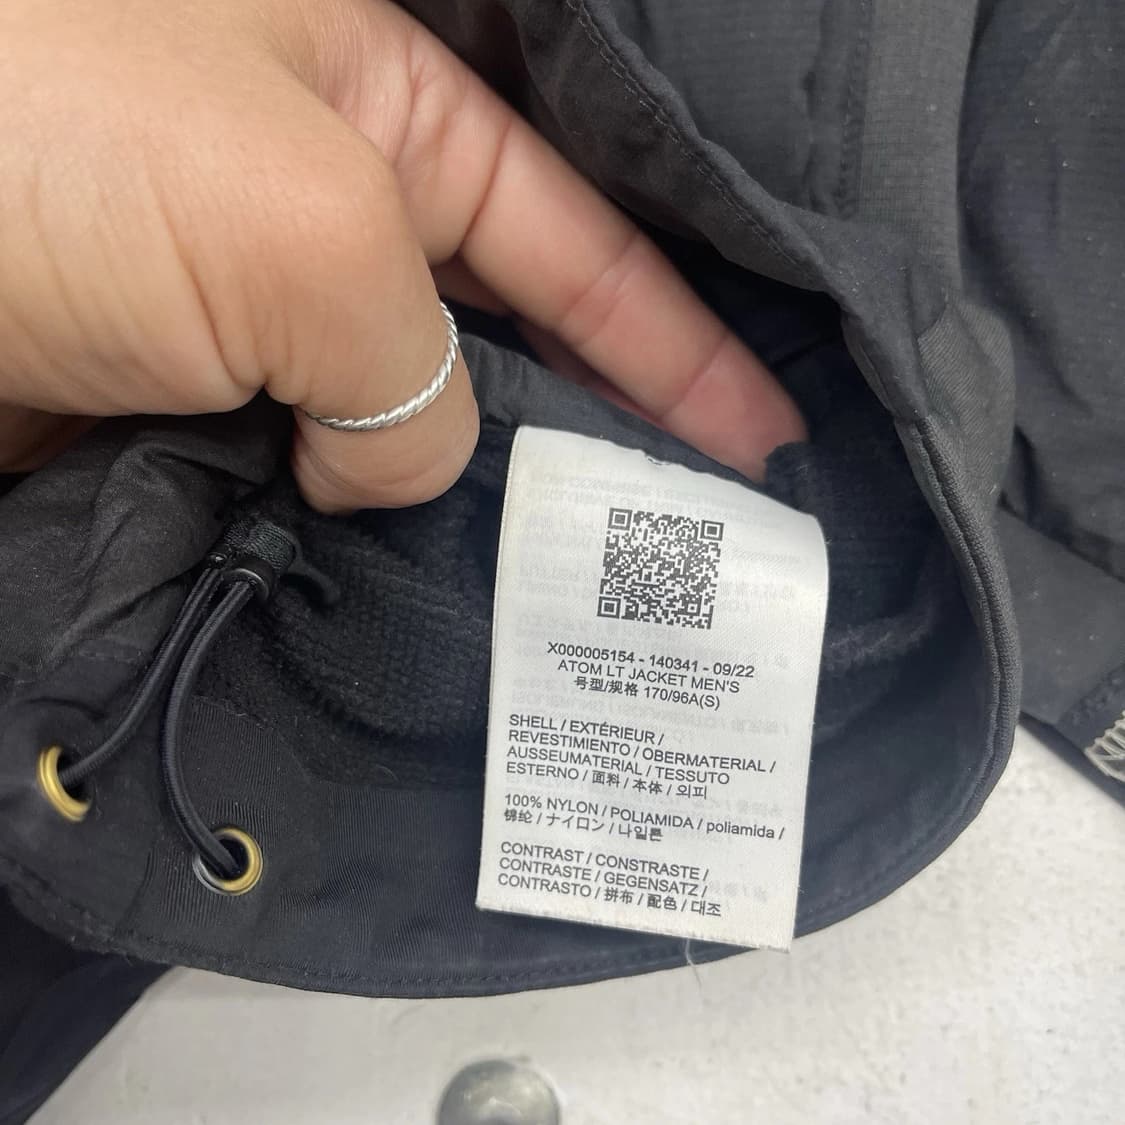 X000005154 - 140341 - 09/22
ATOM LT JACKET MEN'S
号型/规格 170/96A(S)
SHELL / EXTÉRIEUR /
REVESTIMIENTO / OBERMATERIAL /
AUSSEUMATERIAL / TESSUTO
ESTERNO / 面料 / 本体 / 외피
100% NYLON / POLIAMIDA / poliamida /
锦纶 / ナイロン / 나일론
CONTRAST / CONSTRASTE /
CONTRASTE / GEGENSATZ /
CONTRASTO / 拼布 / 配色 / 대조